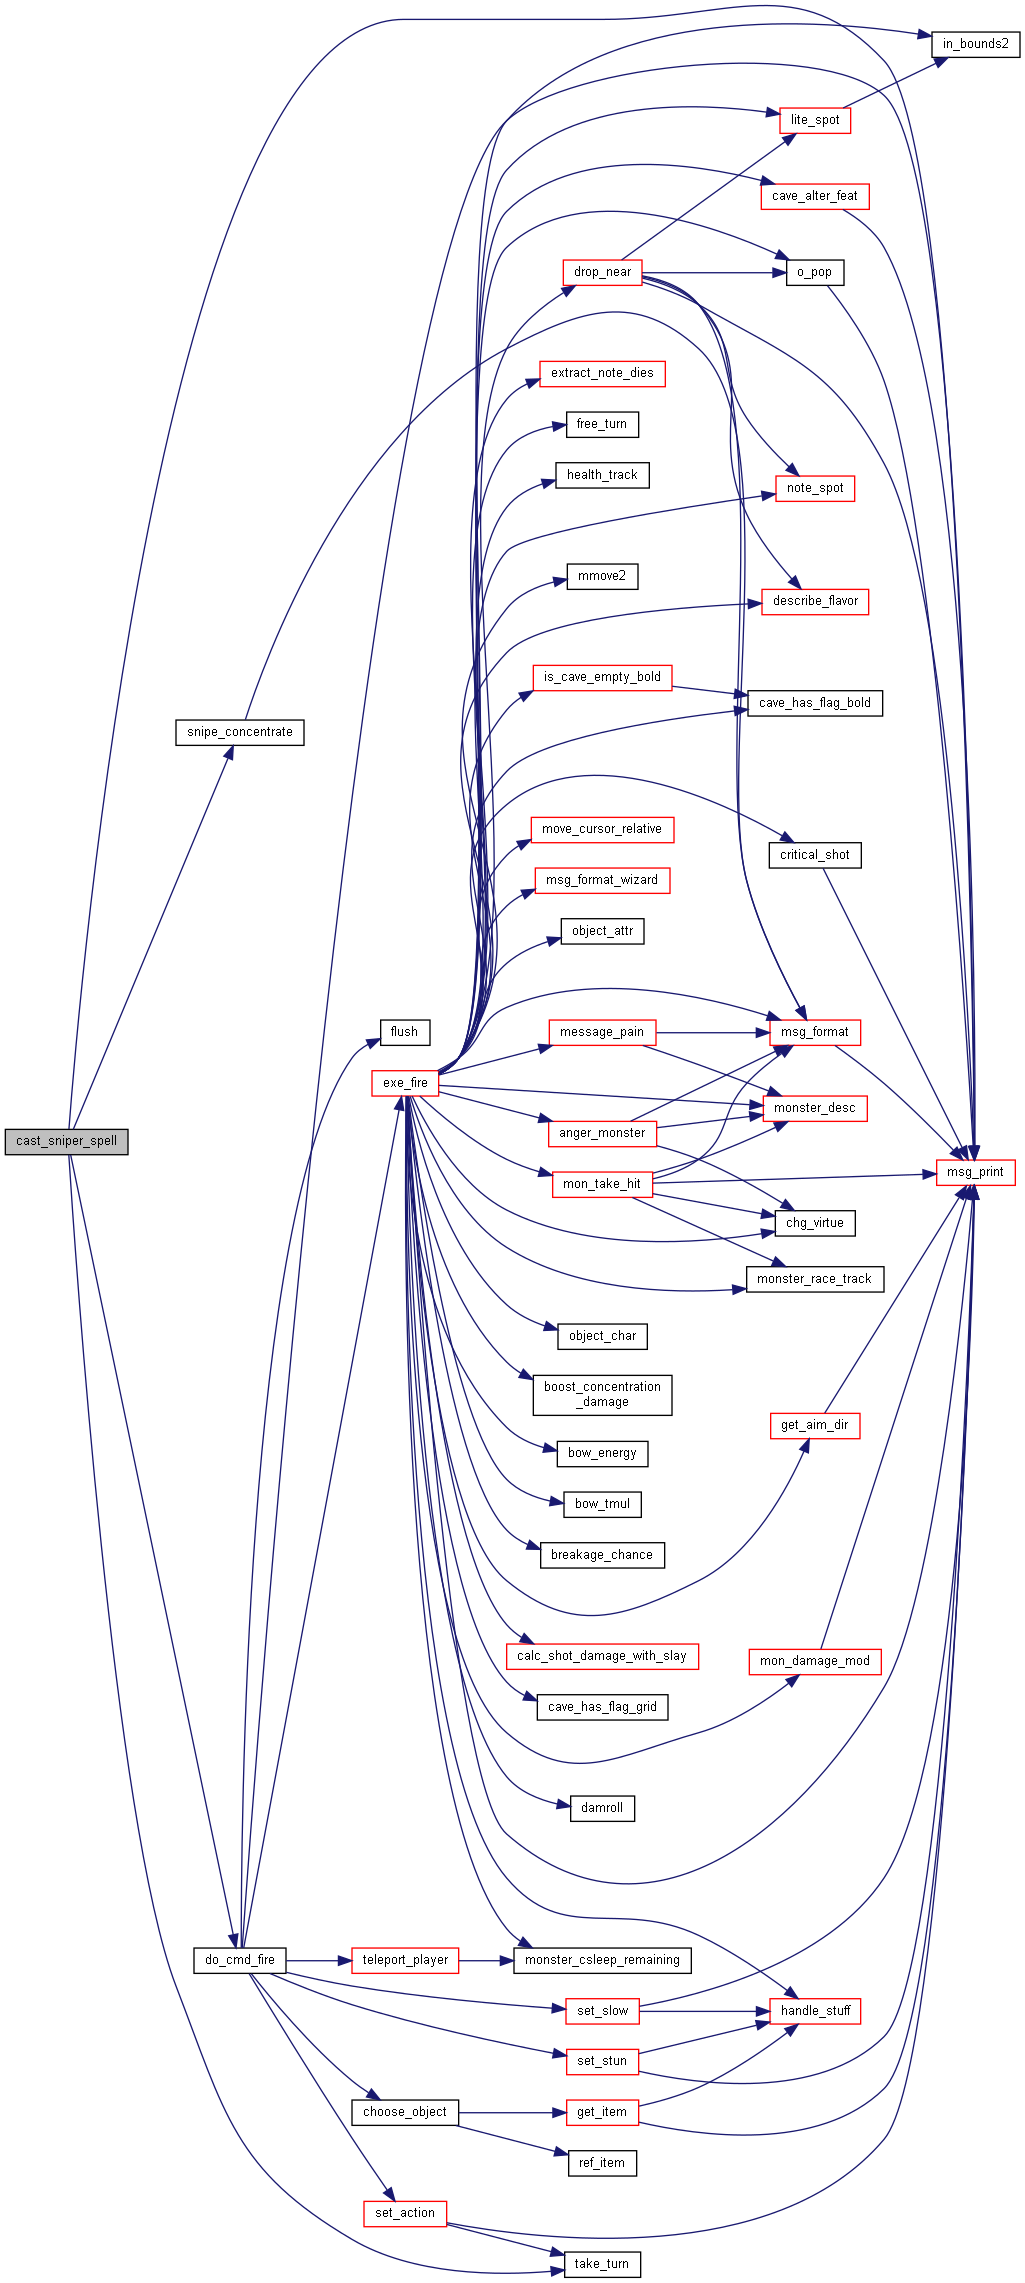 in_bounds2
lite_spot
cave_alter_feat
drop_near
o_pop
extract_note_dies
free_turn
health_track
note_spot
mmove2
describe_flavor
is_cave_empty_bold
cave_has_flag_bold
snipe_concentrate
move_cursor_relative
critical_shot
msg_format_wizard
object_attr
flush
message_pain
msg_format
exe_fire
monster_desc
cast_sniper_spell
anger_monster
msg_print
mon_take_hit
chg_virtue
monster_race_track
object_char
boost_concentration
_damage
get_aim_dir
bow_energy
bow_tmul
breakage_chance
calc_shot_damage_with_slay
mon_damage_mod
cave_has_flag_grid
damroll
do_cmd_fire
teleport_player
monster_csleep_remaining
set_slow
handle_stuff
set_stun
choose_object
get_item
ref_item
set_action
take_turn